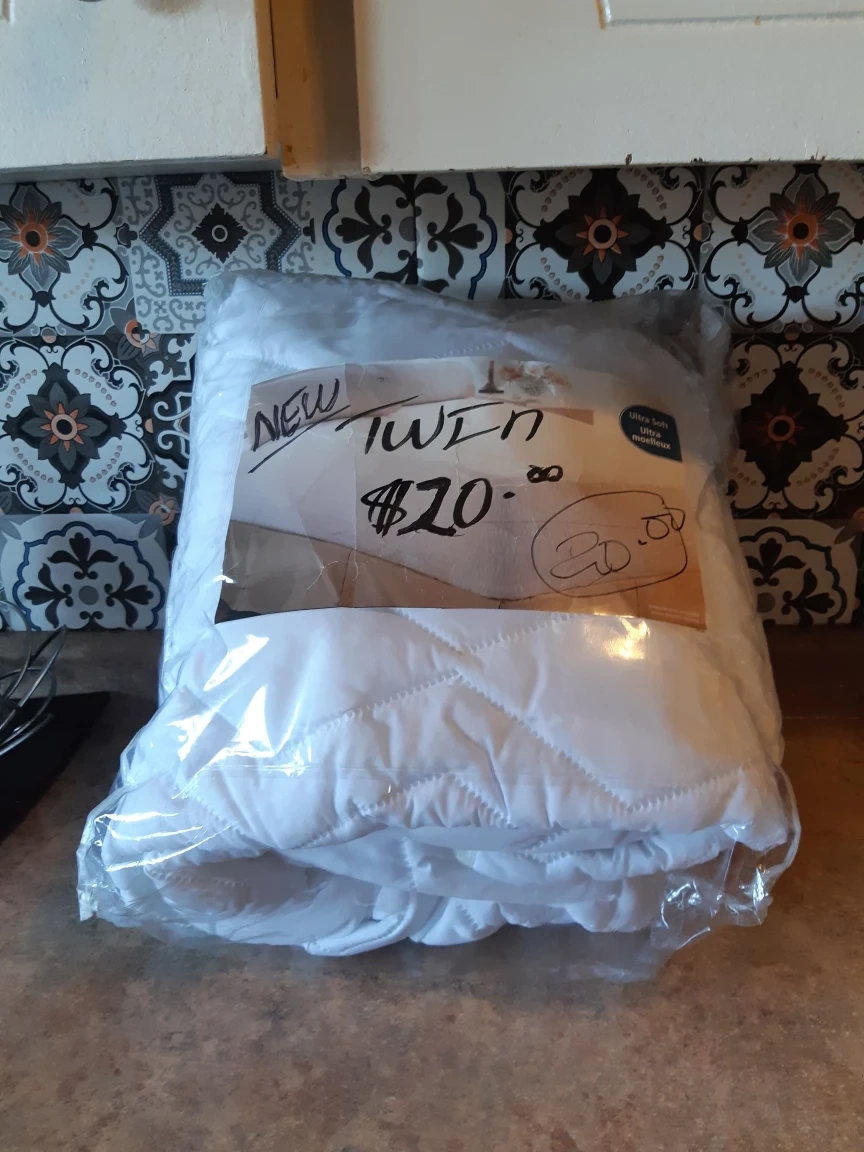 NEW TWIN
$20.00
20.00
Ultra Soft
Ultra
moelleux